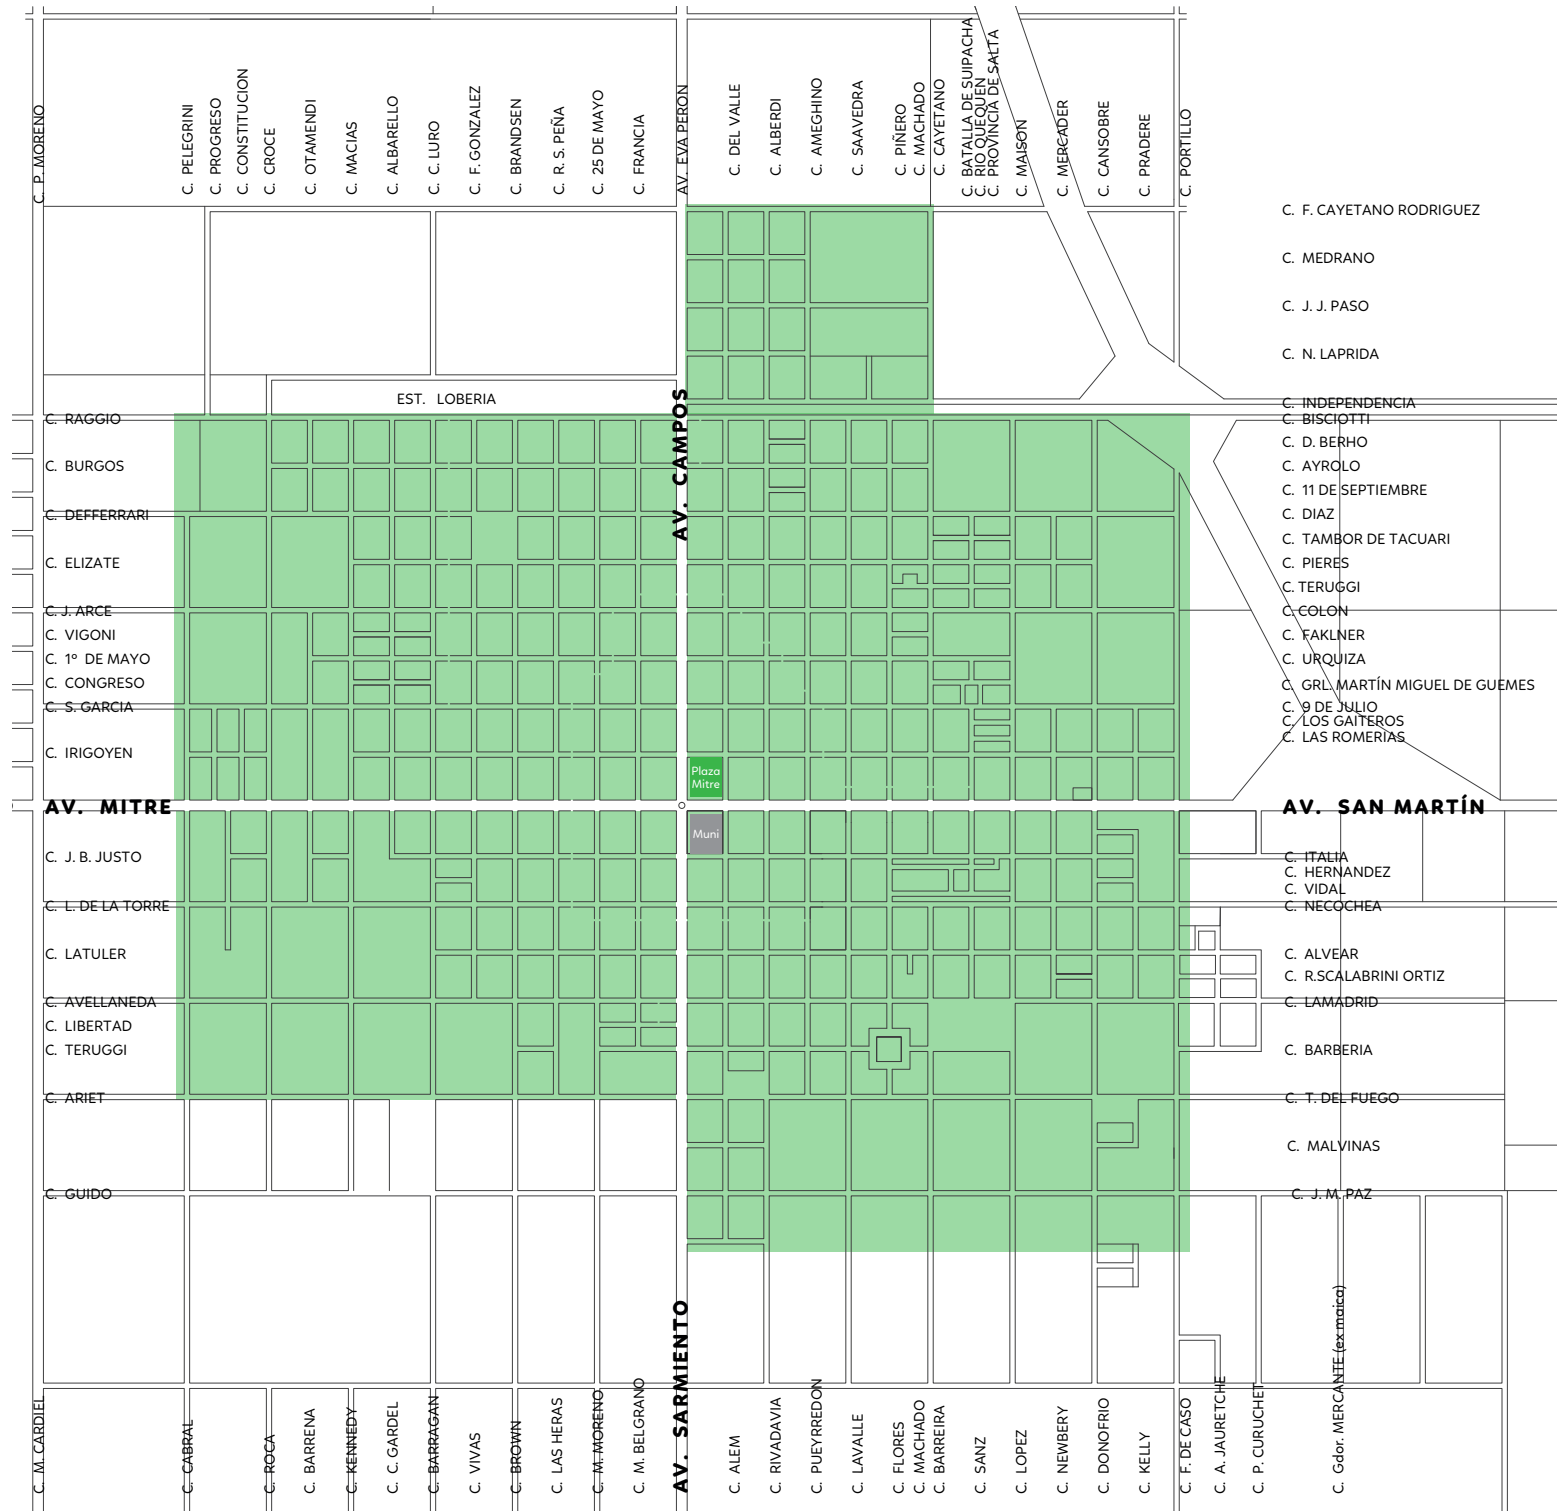 C. P. MORENO
C. PELEGRINI
C. PROGRESO
C. CONSTITUCION
C. CROCE
C. OTAMENDI
C. MACIAS
C. ALBARELLO
C. LURO
C. F. GONZALEZ
C. BRANDSEN
C. R. S. PEÑA
C. 25 DE MAYO
C. FRANCIA
AV. EVA PERON
C. DEL VALLE
C. ALBERDI
C. AMEGHINO
C. SAAVEDRA
C. PIÑERO
C. MACHADO
C. CAYETANO
C. BATALLA DE SUIPACHA
C. RIO QUEQUEN
C. PROVINCIA DE SALTA
C. MAISON
C. MERCADER
C. CANSOBRE
C. PRADERE
C. PORTILLO
C. F. CAYETANO RODRIGUEZ
C. MEDRANO
C. J. J. PASO
C. N. LAPRIDA
C. INDEPENDENCIA
C. BISCIOTTI
C. D. BERHO
C. AYROLO
C. 11 DE SEPTIEMBRE
C. DIAZ
C. TAMBOR DE TACUARI
C. PIERES
C. TERUGGI
C. COLON
C. FAKLNER
C. URQUIZA
C. GRL. MARTÍN MIGUEL DE GUEMES
C. 9 DE JULIO
C. LOS GAITEROS
C. LAS ROMERIAS
EST. LOBERIA
AV. CAMPOS
C. RAGGIO
C. BURGOS
C. DEFFERRARI
C. ELIZATE
C. J. ARCE
C. VIGONI
C. 1º DE MAYO
C. CONGRESO
C. S. GARCIA
C. IRIGOYEN
Plaza
Mitre
AV. MITRE
AV. SAN MARTÍN
Muni
C. J. B. JUSTO
C. L. DE LA TORRE
C. LATULER
C. AVELLANEDA
C. LIBERTAD
C. TERUGGI
C. ARIET
C. GUIDO
C. ITALIA
C. HERNANDEZ
C. VIDAL
C. NECOCHEA
C. ALVEAR
C. R.SCALABRINI ORTIZ
C. LAMADRID
C. BARBERIA
C. T. DEL FUEGO
C. MALVINAS
C. J. M. PAZ
C. M. CARDIEL
C. CABRAL
C. ROCA
C. BARRENA
C. KENNEDY
C. C. GARDEL
C. BARRAGAN
C. VIVAS
C. BROWN
C. LAS HERAS
C. M. MORENO
C. M. BELGRANO
AV. SARMIENTO
C. ALEM
C. RIVADAVIA
C. PUEYRREDON
C. LAVALLE
C. FLORES
C. MACHADO
C. BARREIRA
C. SANZ
C. LOPEZ
C. NEWBERY
C. DONOFRIO
C. KELLY
C. F. DE CASO
C. A. JAURETCHE
C. P. CURUCHET
C. Gdor. MERCANTE (ex maica)